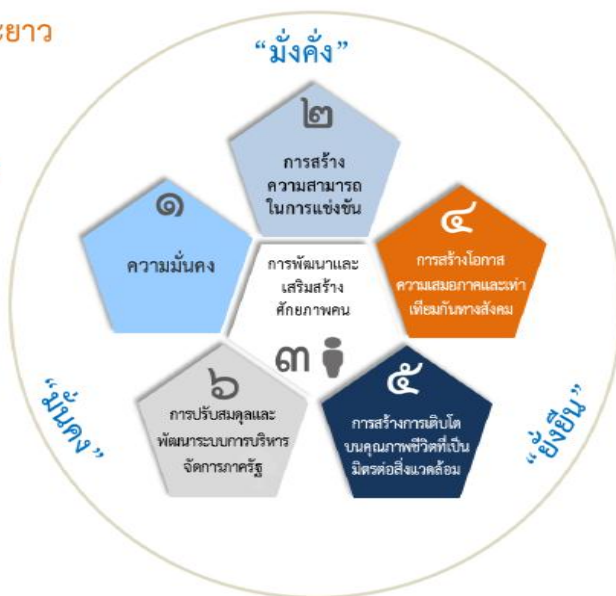 ะยาว
“มั่งคั่ง”
๒
การสร้าง
ความสามารถ
ในการแข่งขัน
๑
ความมั่นคง
๔
การสร้างโอกาส
ความเสมอภาคและเท่า
เทียมกันทางสังคม
การพัฒนาและ
เสริมสร้าง
ศักยภาพคน
๓
๖
การปรับสมดุลและ
พัฒนาระบบการบริหาร
จัดการภาครัฐ
๕
การสร้างการเติบโต
บนคุณภาพชีวิตที่เป็น
มิตรต่อสิ่งแวดล้อม
“มั่นคง”
“ยั่งยืน”